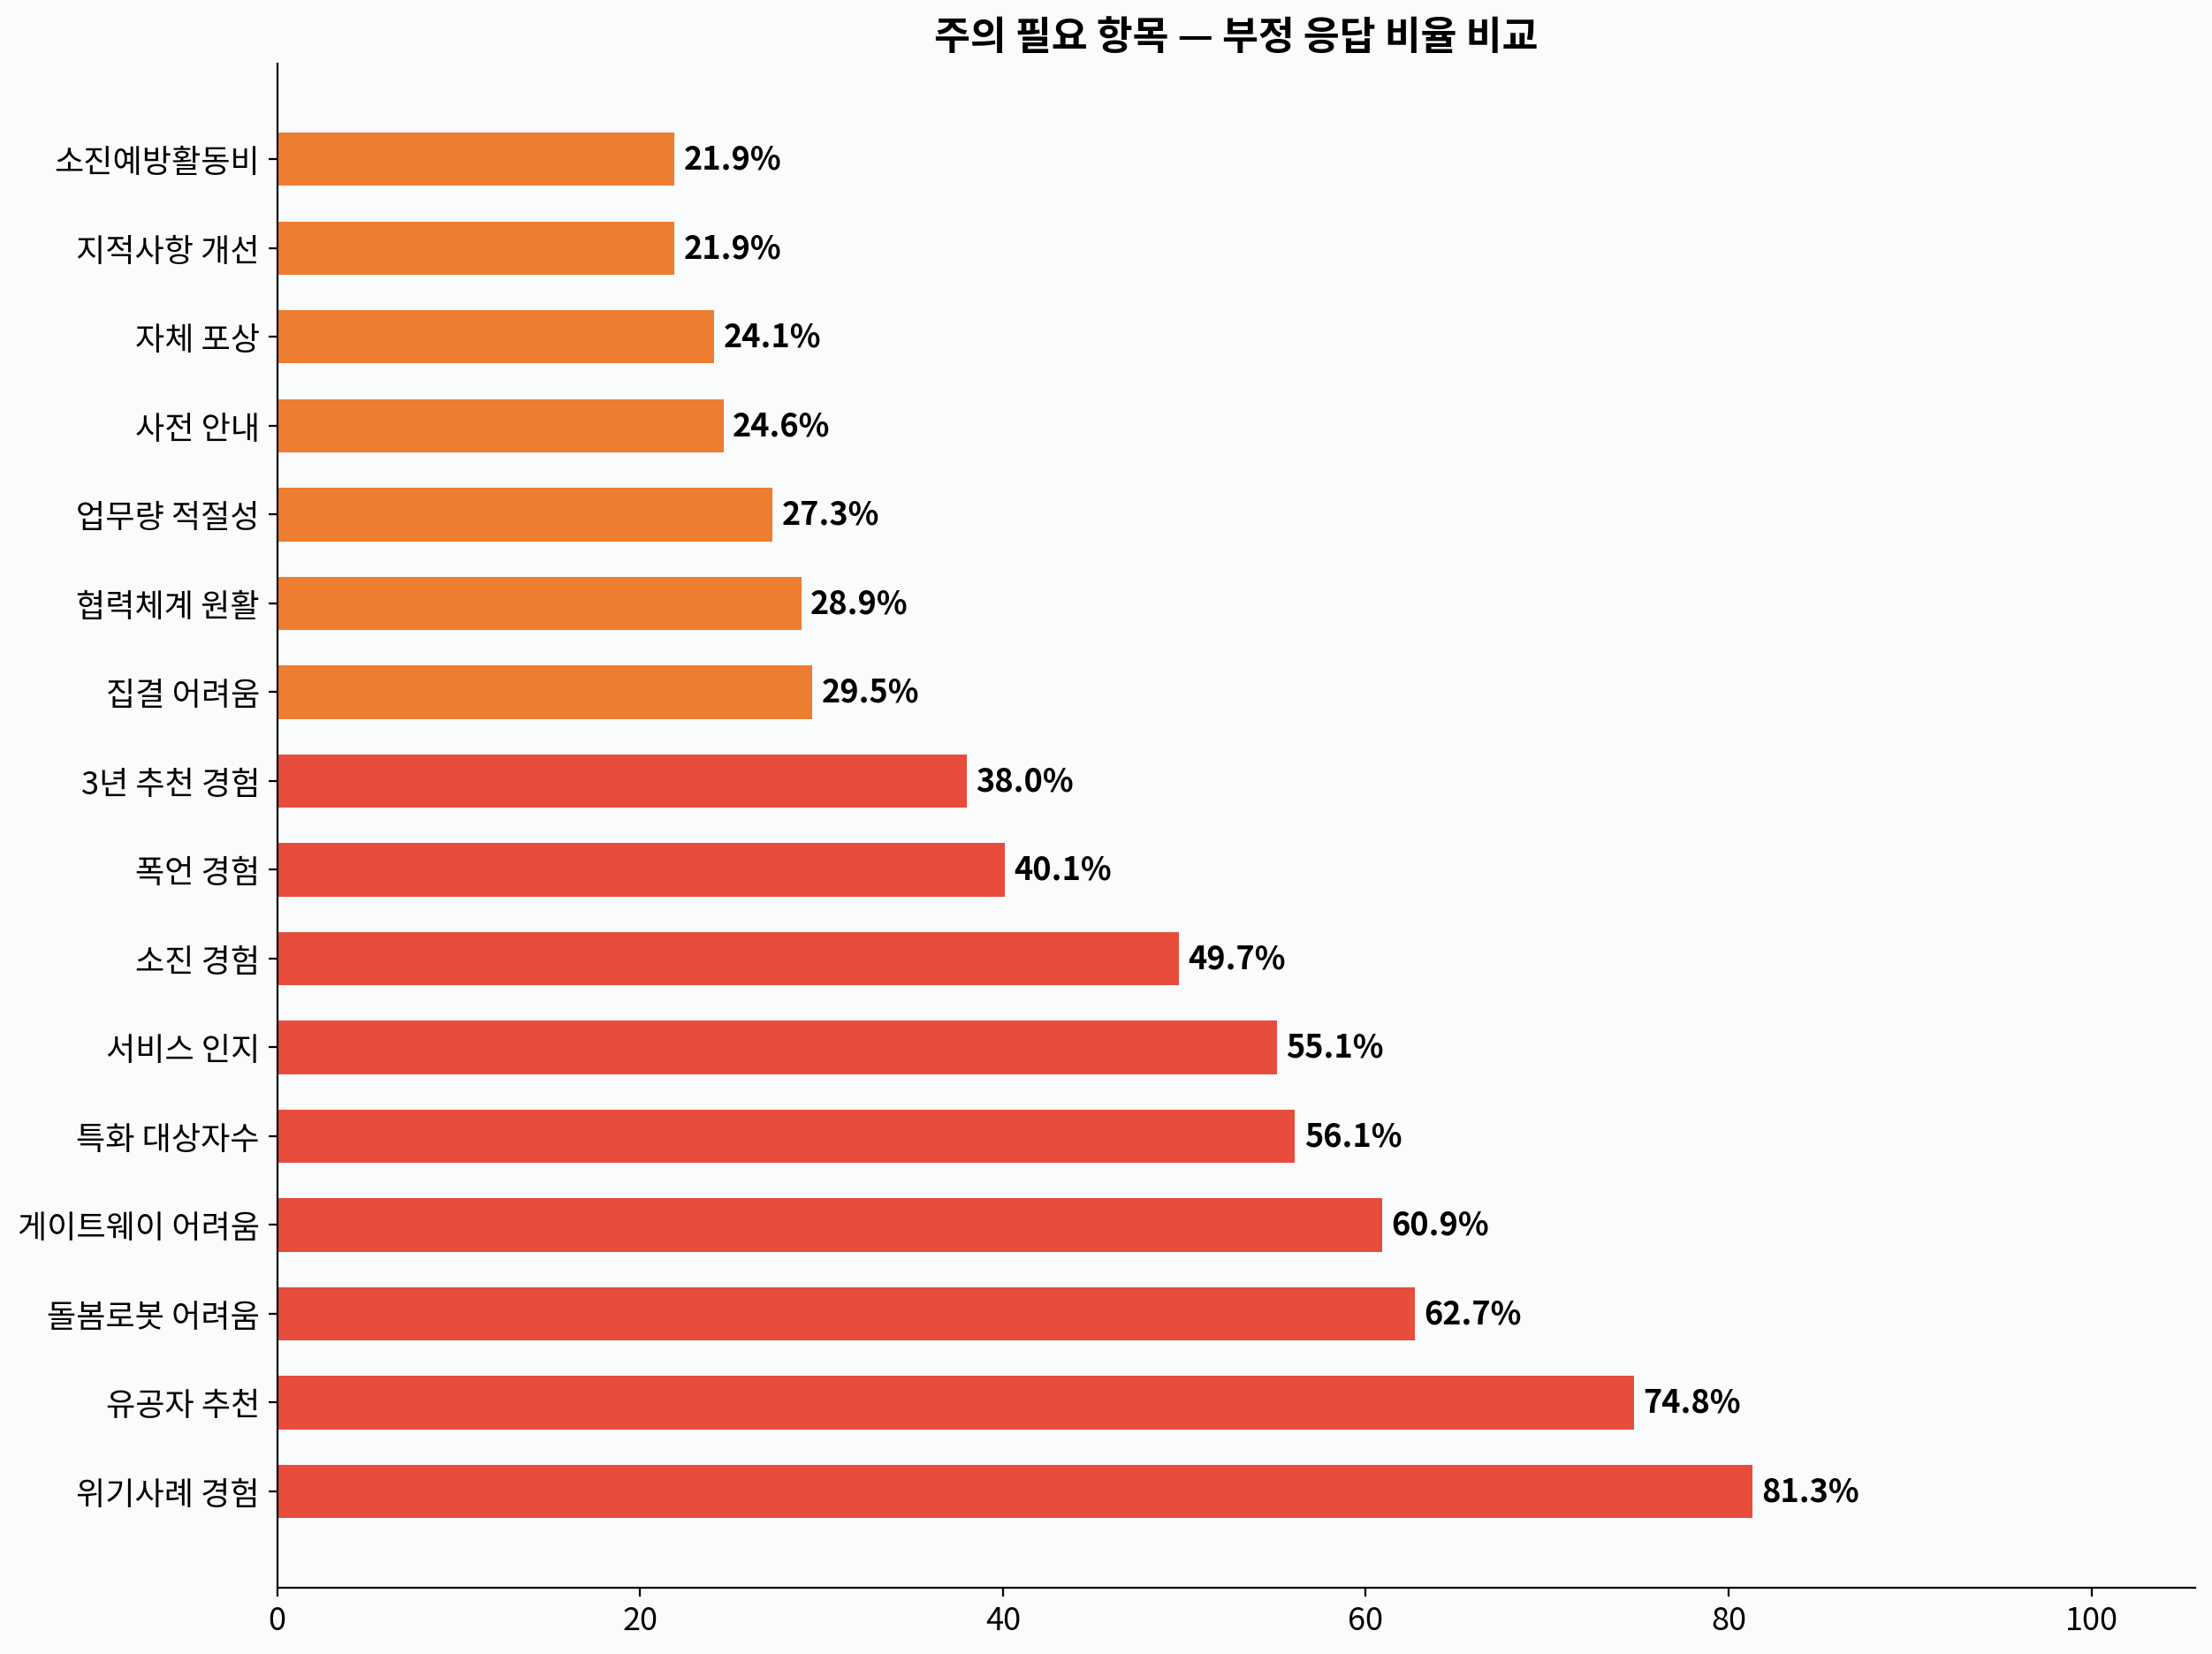 주의 필요 항목 — 부정 응답 비율 비교
소진예방활동비 21.9%
지적사항 개선 21.9%
자체 포상 24.1%
사전 안내 24.6%
업무량 적절성 27.3%
협력체계 원활 28.9%
집결 어려움 29.5%
3년 추천 경험 38.0%
폭언 경험 40.1%
소진 경험 49.7%
서비스 인지 55.1%
특화 대상자수 56.1%
게이트웨이 어려움 60.9%
돌봄로봇 어려움 62.7%
유공자 추천 74.8%
위기사례 경험 81.3%
0 20 40 60 80 100